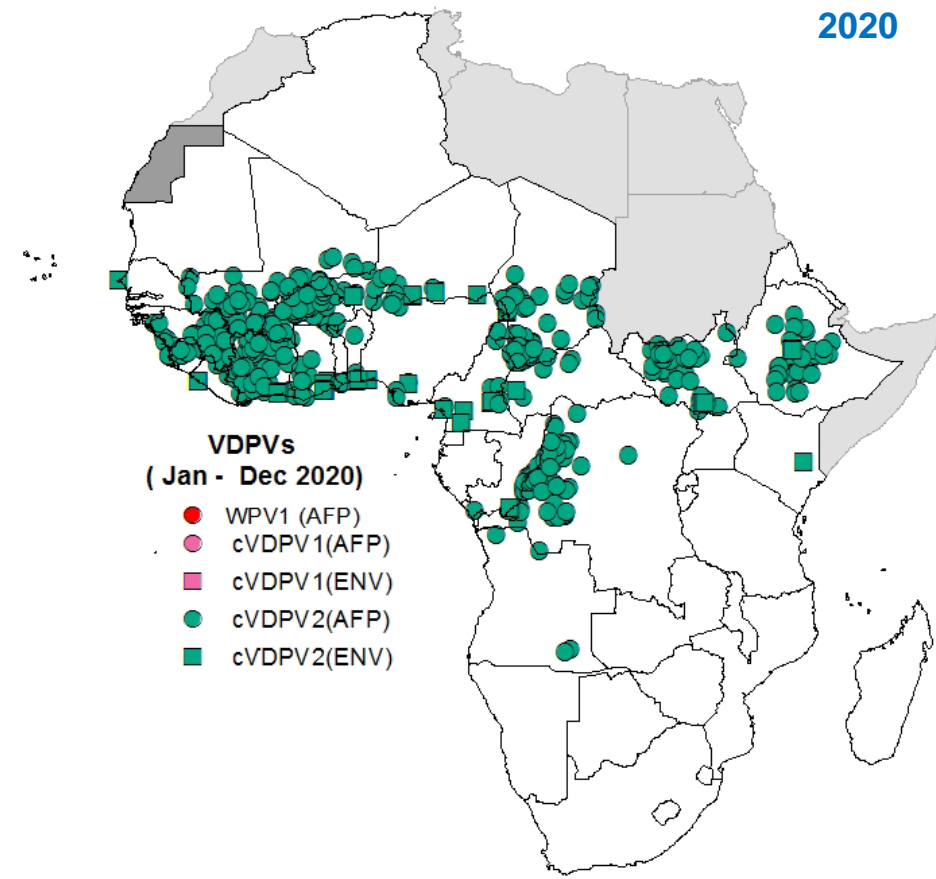 2020
VDPVs
( Jan - Dec 2020)
WPV1 (AFP)
cVDPV1(AFP)
cVDPV1(ENV)
cVDPV2(AFP)
cVDPV2(ENV)